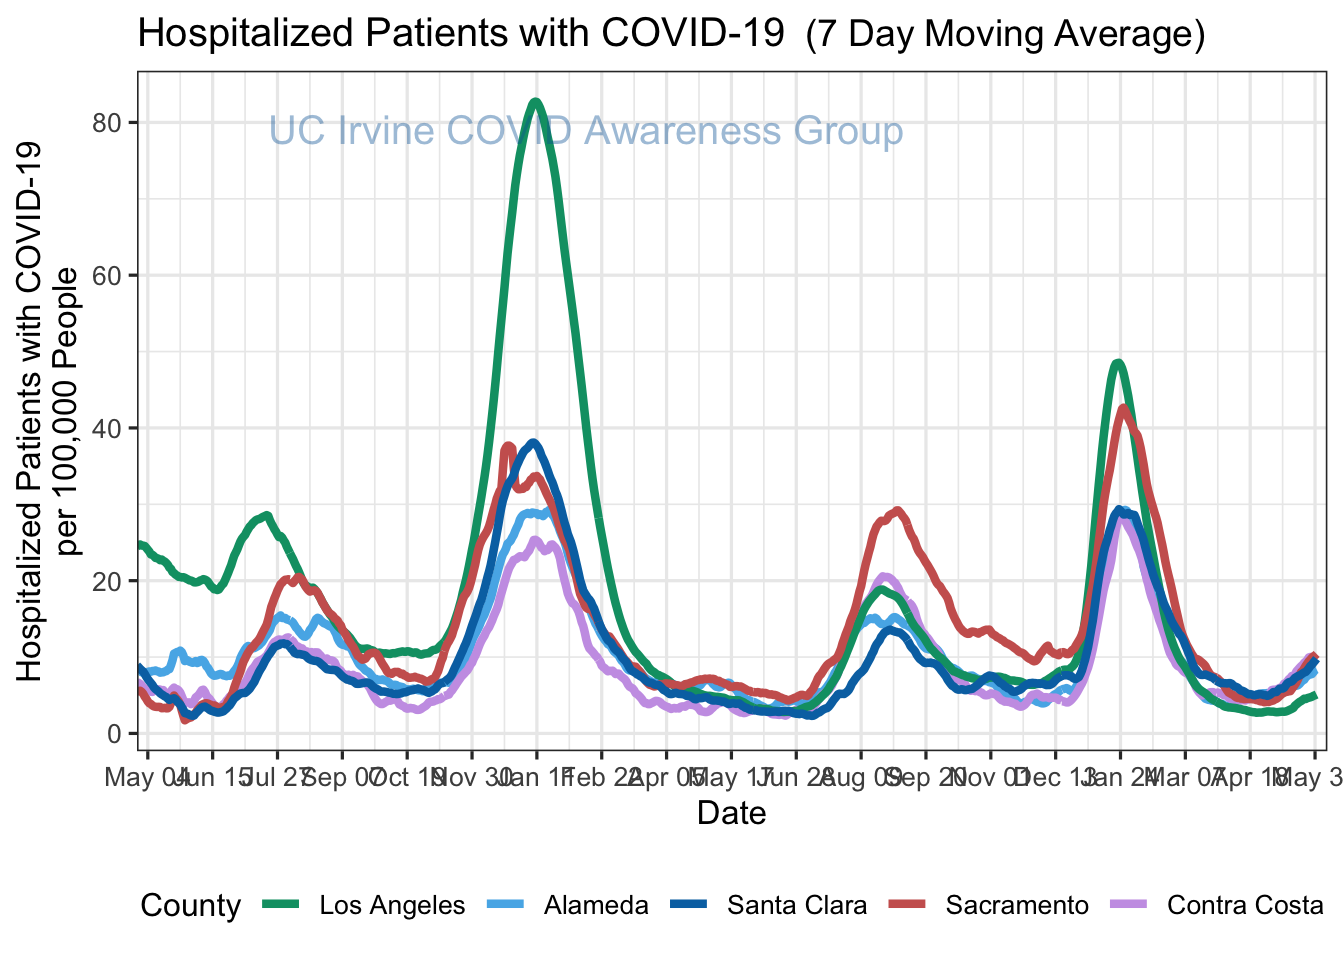 Hospitalized Patients with COVID-19 (7 Day Moving Average)
UC Irvine COVID Awareness Group
Hospitalized Patients with COVID-19
per 100,000 People
80
60
40
20
0
May 04 Jun 15 Jul 27 Sep 07 Oct 19 Nov 30 Jan 11 Feb 22 Apr 05 May 17 Jun 28 Aug 09 Sep 20 Nov 01 Dec 13 Jan 24 Mar 07 Apr 18 May 3
Date
County Los Angeles Alameda Santa Clara Sacramento Contra Costa